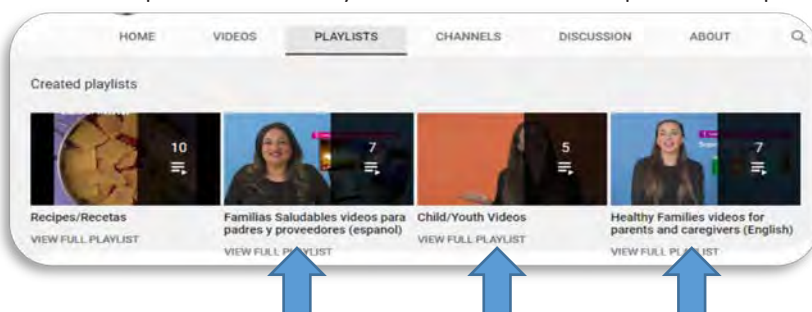 HOME VIDEOS PLAYLISTS CHANNELS DISCUSSION ABOUT
Created playlists
10
7
5
7
Recipes/Recetas
VIEW FULL PLAYLIST
Familias Saludables videos para
padres y proveedores (espanol)
VIEW FULL PLAYLIST
Child/Youth Videos
VIEW FULL PLAYLIST
Healthy Families videos for
parents and caregivers (English)
VIEW FULL PLAYLIST